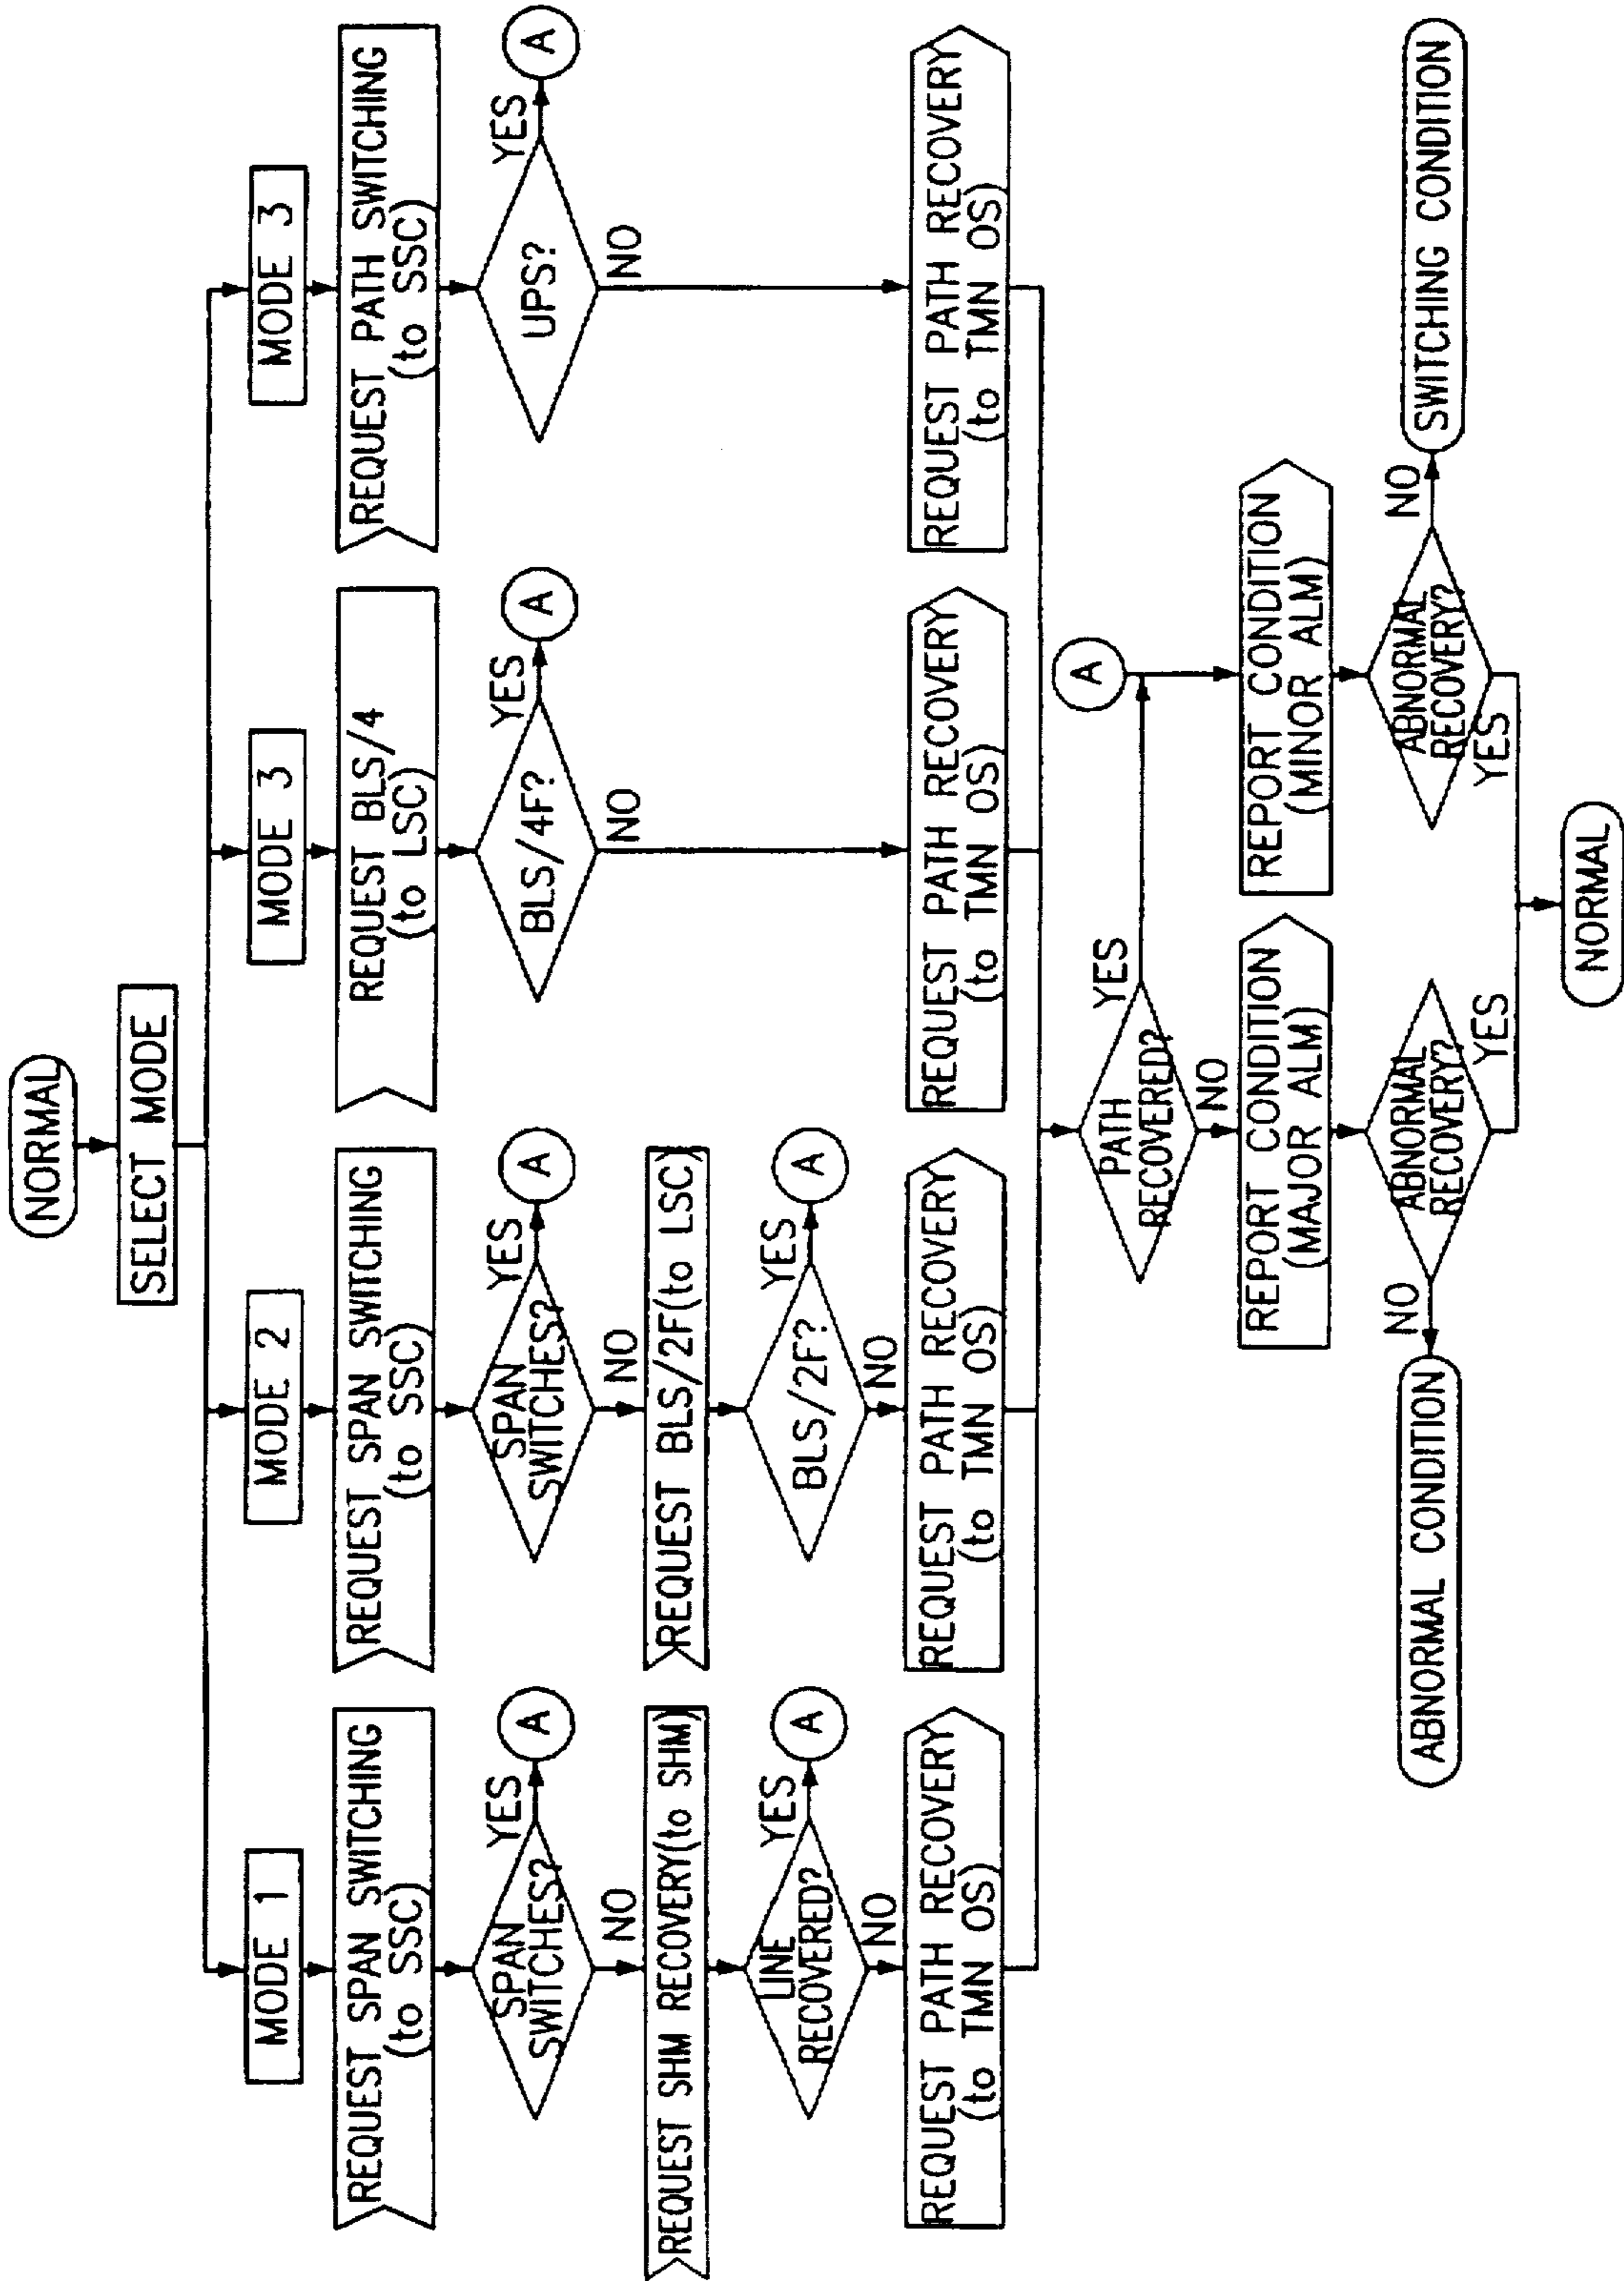 NORMAL
SELECT MODE
MODE 1
MODE 2
MODE 3
MODE 3
REQUEST SPAN SWITCHING
(to SSC)
REQUEST SPAN SWITCHING
(to SSC)
REQUEST BLS/4
(to LSC)
REQUEST PATH SWITCHING
(to SSC)
SPAN
SWITCHES?
YES
A
NO
SPAN
SWITCHES?
YES
A
NO
BLS/4F?
YES
A
NO
UPS?
YES
A
NO
REQUEST SHM RECOVERY(to SHM)
REQUEST BLS/2F(to LSC)
LINE
RECOVERED?
YES
A
NO
BLS/2F?
YES
A
NO
REQUEST PATH RECOVERY
(to TMN OS)
REQUEST PATH RECOVERY
(to TMN OS)
REQUEST PATH RECOVERY
(to TMN OS)
REQUEST PATH RECOVERY
(to TMN OS)
PATH
RECOVERED?
YES
A
NO
REPORT CONDITION
(MAJOR ALM)
REPORT CONDITION
(MINOR ALM)
ABNORMAL
RECOVERY?
NO
YES
ABNORMAL
RECOVERY?
NO
YES
ABNORMAL CONDITION
SWITCHING CONDITION
NORMAL